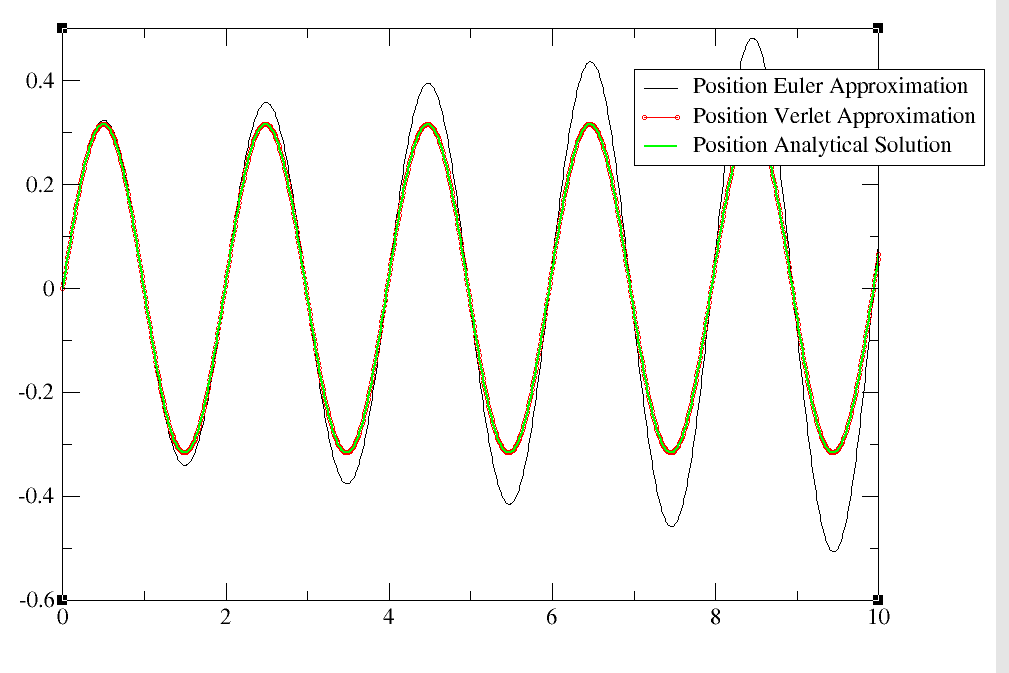 0.4
0.2
0
-0.2
-0.4
-0.6
0 2 4 6 8 10
Position Euler Approximation
Position Verlet Approximation
Position Analytical Solution